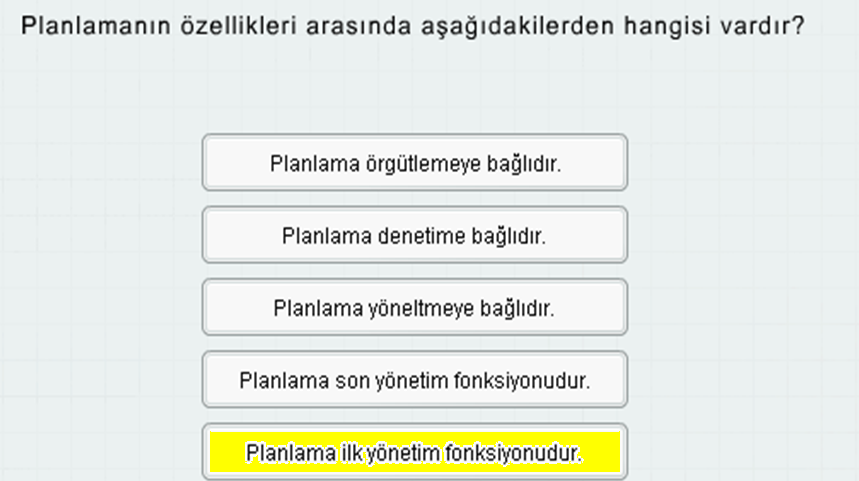 Planlamanın özellikleri arasında aşağıdakilerden hangisi vardır?
Planlama örgütlemeye bağlıdır.
Planlama denetime bağlıdır.
Planlama yöneltmeye bağlıdır.
Planlama son yönetim fonksiyonudur.
Planlama ilk yönetim fonksiyonudur.